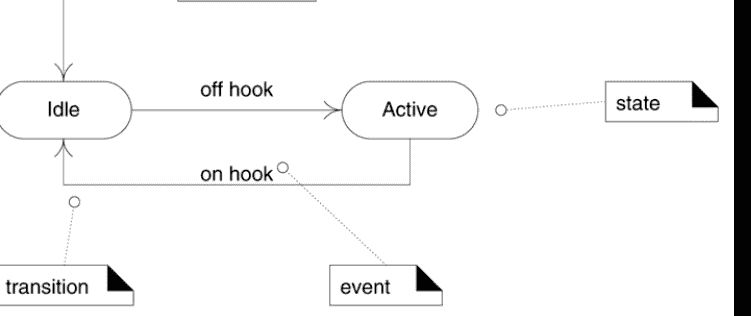 off hook
Idle
Active
state
on hook
transition
event